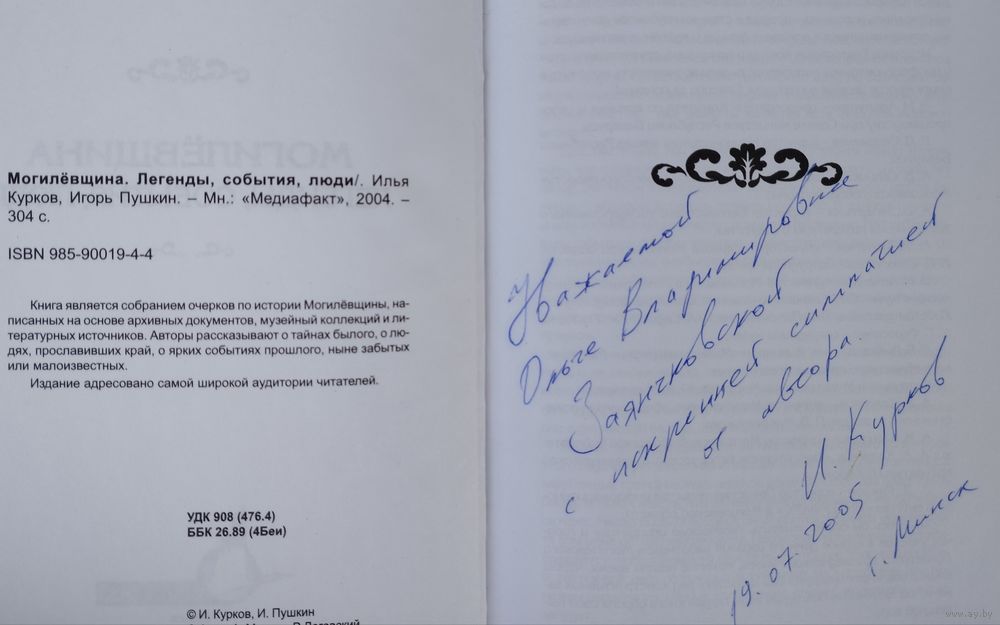 Могилёвщина. Легенды, события, люди/. Илья
Курков, Игорь Пушкин. – Мн.: «Медиафакт», 2004. –
304 с.
ISBN 985-90019-4-4
Книга является собранием очерков по истории Могилёвщины, на-
писанных на основе архивных документов, музейный коллекций и ли-
тературных источников. Авторы рассказывают о тайнах былого, о лю-
дях, прославивших край, о ярких событиях прошлого, ныне забытых
или малоизвестных.
Издание адресовано самой широкой аудитории читателей.
УДК 908 (476.4)
ББК 26.89 (4Беи)
© И. Курков, И. Пушкин
МОГИЛЁВЩИНА
Уважаемой
Ольге Владимировне
Заянчковской
с искренней симпатией
от автора.
И. Курков
19.07.2005
г. Минск
www.ay.by